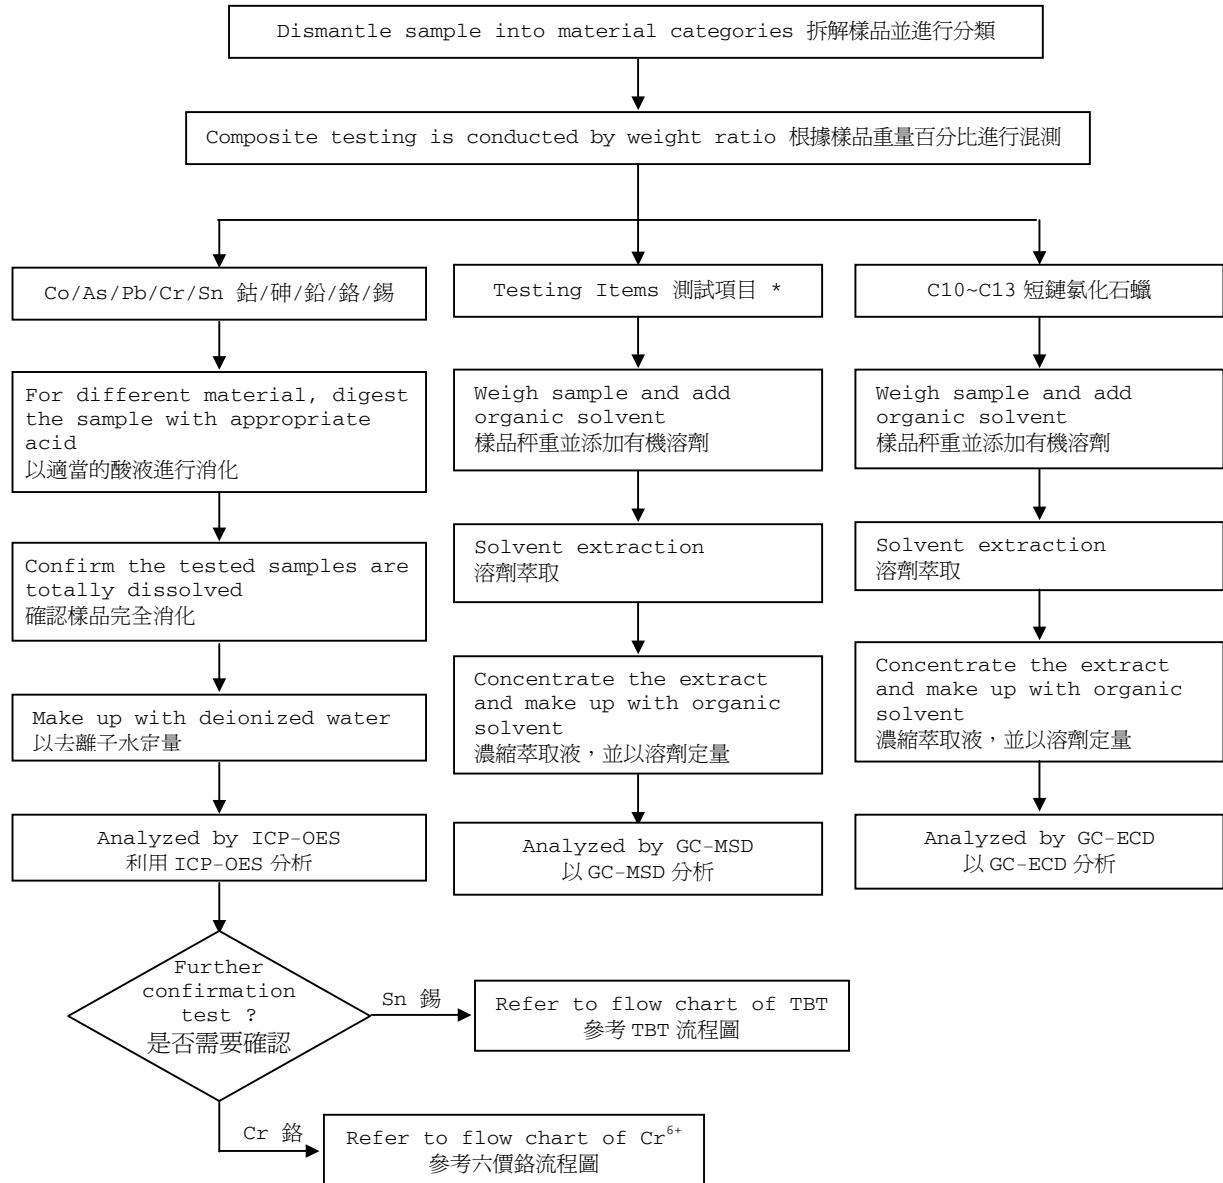 Dismantle sample into material categories 拆解樣品並進行分類
Composite testing is conducted by weight ratio 根據樣品重量百分比進行混測
Co/As/Pb/Cr/Sn 鈷/砷/鉛/鉻/錫
For different material, digest
the sample with appropriate
acid
以適當的酸液進行消化
Confirm the tested samples are
totally dissolved
確認樣品完全消化
Make up with deionized water
以去離子水定量
Analyzed by ICP-OES
利用 ICP-OES 分析
Further
confirmation
test ?
是否需要確認
Sn 錫
Refer to flow chart of TBT
參考 TBT 流程圖
Cr 鉻
Refer to flow chart of Cr⁶⁺
參考六價鉻流程圖
Testing Items 測試項目 *
Weigh sample and add
organic solvent
樣品秤重並添加有機溶劑
Solvent extraction
溶劑萃取
Concentrate the extract
and make up with organic
solvent
濃縮萃取液，並以溶劑定量
Analyzed by GC-MSD
以 GC-MSD 分析
C10~C13 短鏈氯化石蠟
Weigh sample and add
organic solvent
樣品秤重並添加有機溶劑
Solvent extraction
溶劑萃取
Concentrate the extract
and make up with organic
solvent
濃縮萃取液，並以溶劑定量
Analyzed by GC-ECD
以 GC-ECD 分析